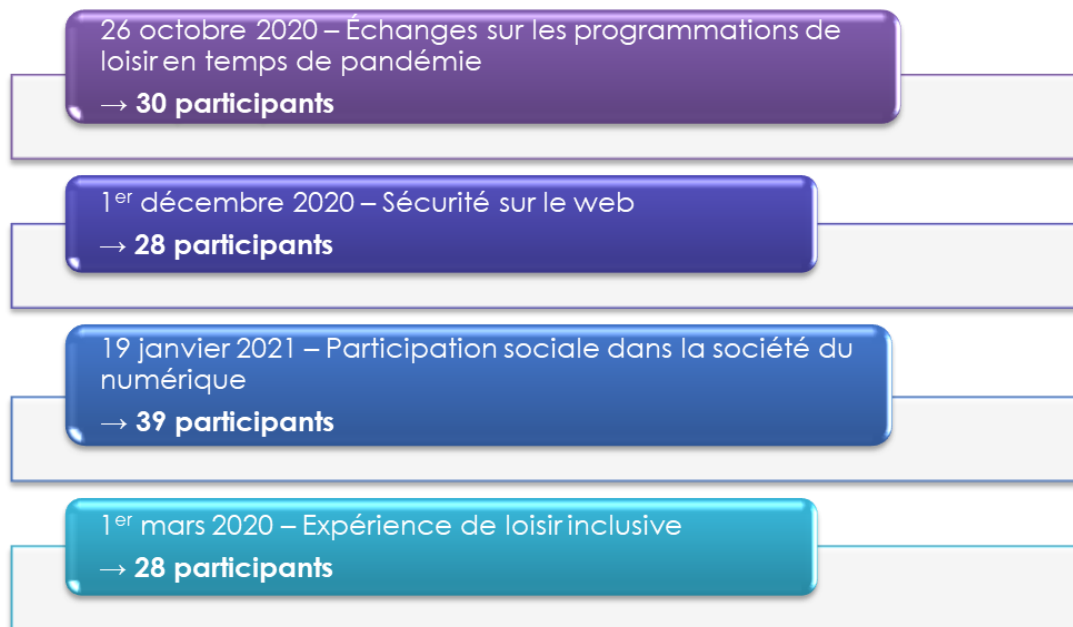 26 octobre 2020 – Échanges sur les programmations de
loisir en temps de pandémie
→ 30 participants
1er décembre 2020 – Sécurité sur le web
→ 28 participants
19 janvier 2021 – Participation sociale dans la société du
numérique
→ 39 participants
1er mars 2020 – Expérience de loisir inclusive
→ 28 participants